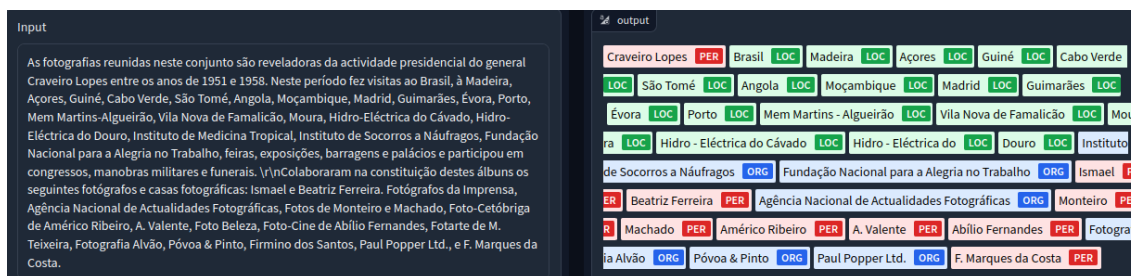 Input
As fotografias reunidas neste conjunto são reveladoras da actividade presidencial do general
Craveiro Lopes entre os anos de 1951 e 1958. Neste período fez visitas ao Brasil, à Madeira,
Açores, Guiné, Cabo Verde, São Tomé, Angola, Moçambique, Madrid, Guimarães, Évora, Porto,
Mem Martins-Algueirão, Vila Nova de Famalicão, Moura, Hidro-Eléctrica do Cávado, Hidro-
Eléctrica do Douro, Instituto de Medicina Tropical, Instituto de Socorros a Náufragos, Fundação
Nacional para a Alegria no Trabalho, feiras, exposições, barragens e palácios e participou em
congressos, manobras militares e funerais. \r\nColaboraram na constituição destes álbuns os
seguintes fotógrafos e casas fotográficas: Ismael e Beatriz Ferreira. Fotógrafos da Imprensa,
Agência Nacional de Actualidades Fotográficas, Fotos de Monteiro e Machado, Foto-Cetóbriga
de Américo Ribeiro, A. Valente, Foto Beleza, Foto-Cine de Abílio Fernandes, Fotarte de M.
Teixeira, Fotografia Alvão, Póvoa & Pinto, Firmino dos Santos, Paul Popper Ltd., e F. Marques da
Costa.
output
Craveiro Lopes PER Brasil LOC Madeira LOC Açores LOC Guiné LOC Cabo Verde
LOC São Tomé LOC Angola LOC Moçambique LOC Madrid LOC Guimarães LOC
Évora LOC Porto LOC Mem Martins - Algueirão LOC Vila Nova de Famalicão LOC Mou
ra LOC Hidro - Eléctrica do Cávado LOC Hidro - Eléctrica do LOC Douro LOC Instituto
de Socorros a Náufragos ORG Fundação Nacional para a Alegria no Trabalho ORG Ismael P
ER Beatriz Ferreira PER Agência Nacional de Actualidades Fotográficas ORG Monteiro PE
R Machado PER Américo Ribeiro PER A. Valente PER Abílio Fernandes PER Fotogra
ia Alvão ORG Póvoa & Pinto ORG Paul Popper Ltd. ORG F. Marques da Costa PER